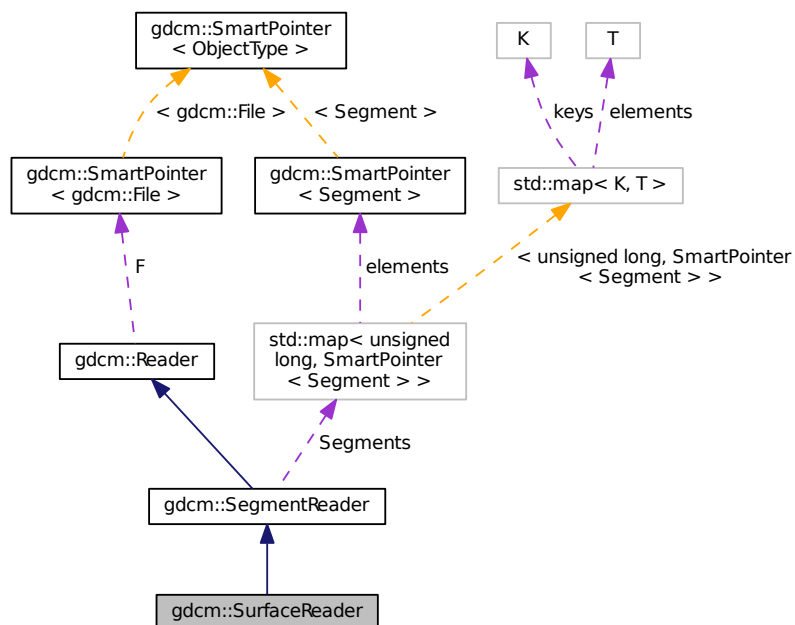 gdcm::SmartPointer
< ObjectType >
K
T
< gdcm::File >
< Segment >
keys
elements
gdcm::SmartPointer
< gdcm::File >
gdcm::SmartPointer
< Segment >
std::map< K, T >
F
elements
< unsigned long, SmartPointer
< Segment > >
gdcm::Reader
std::map< unsigned
long, SmartPointer
< Segment > >
Segments
gdcm::SegmentReader
gdcm::SurfaceReader